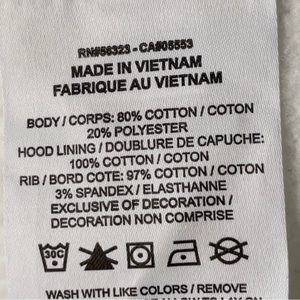 RN#56323 - CA#05553
MADE IN VIETNAM
FABRIQUE AU VIETNAM
BODY / CORPS: 80% COTTON / COTON
20% POLYESTER
HOOD LINING / DOUBLURE DE CAPUCHE:
100% COTTON / COTON
RIB / BORD COTE: 97% COTTON / COTON
3% SPANDEX / ELASTHANNE
EXCLUSIVE OF DECORATION /
DECORATION NON COMPRISE
30C
WASH WITH LIKE COLORS / REMOVE